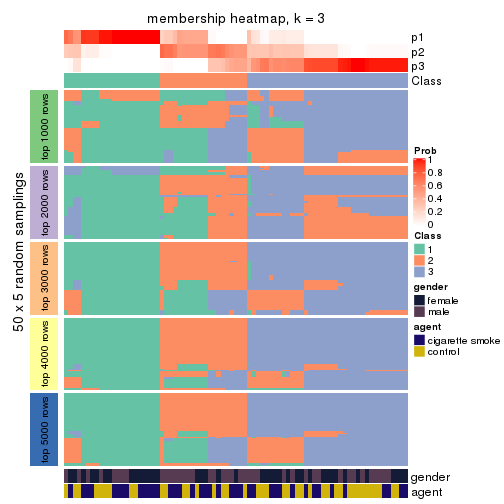 membership heatmap, k = 3
p1
p2
p3
Class
50 x 5 random samplings
top 1000 rows
top 2000 rows
top 3000 rows
top 4000 rows
top 5000 rows
Prob
1
0.8
0.6
0.4
0.2
0
Class
1
2
3
gender
female
male
agent
cigarette smoke
control
gender
agent